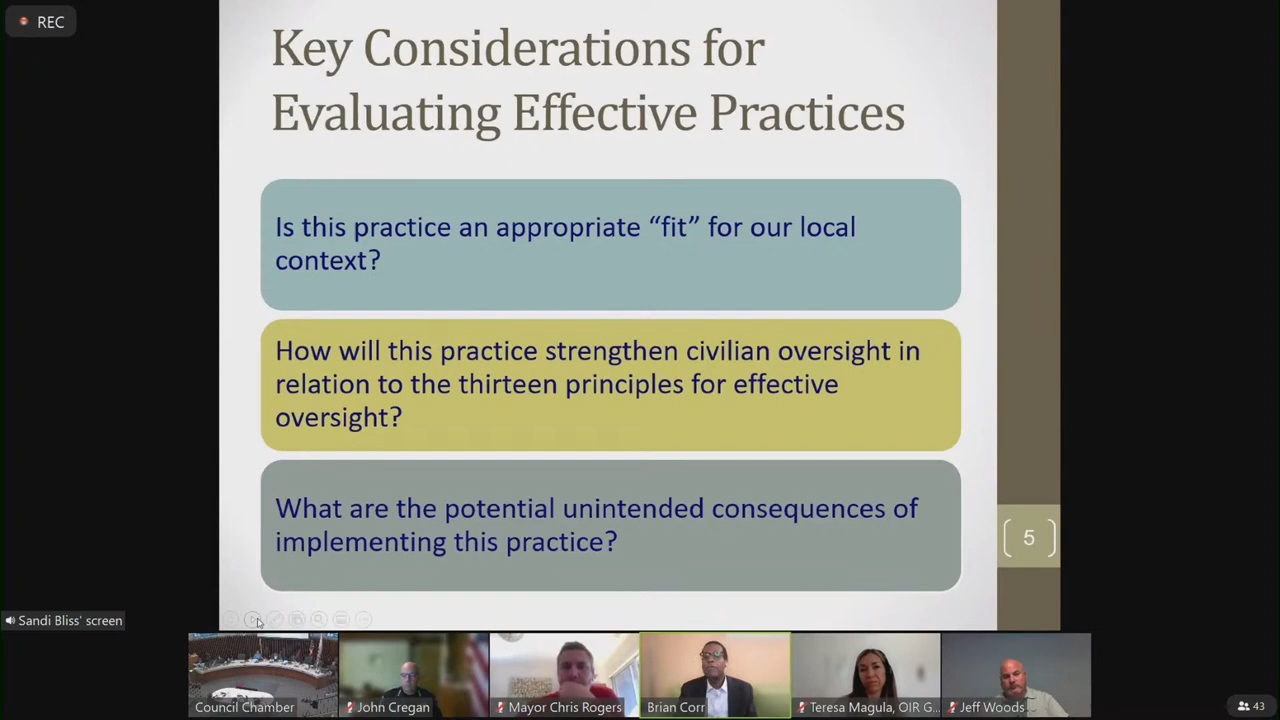 REC
Key Considerations for
Evaluating Effective Practices
Is this practice an appropriate “fit” for our local
context?
How will this practice strengthen civilian oversight in
relation to the thirteen principles for effective
oversight?
What are the potential unintended consequences of
implementing this practice?
5
Sandi Bliss' screen
Council Chamber
John Cregan
Mayor Chris Rogers
Brian Corr
Teresa Magula, OIR G...
Jeff Woods
43